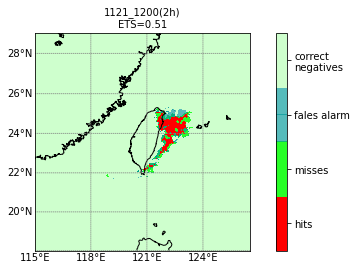 1121_1200(2h)
ETS=0.51
28°N
26°N
24°N
22°N
20°N
115°E
118°E
121°E
124°E
correct
negatives
fales alarm
misses
hits